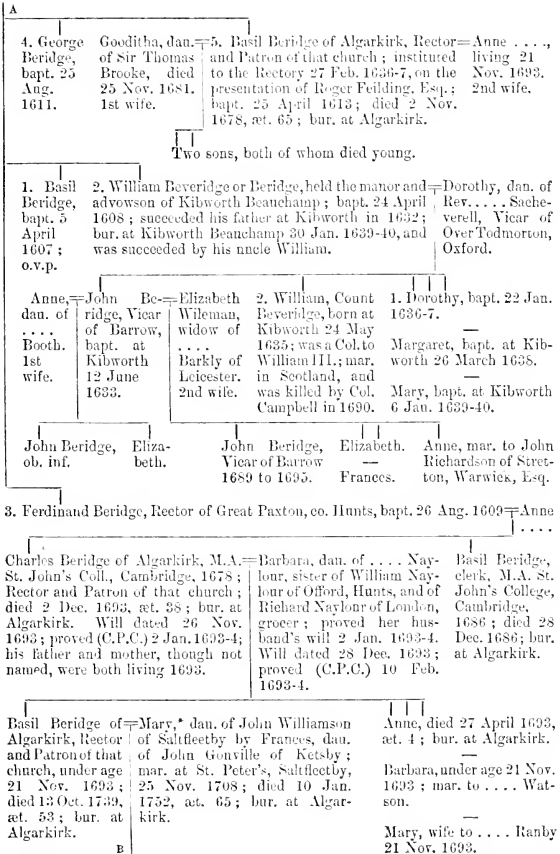 A
4. George
Beridge,
bapt. 25
Aug.
1611.
Gooditha, dau.
of Sir Thomas
Brooke, died
25 Nov. 1681.
1st wife.
5. Basil Beridge of Algarkirk, Rector
and Patron of that church; instituted
to the Rectory 27 Feb. 1636-7, on the
presentation of Roger Feilding, Esq.;
bapt. 25 April 1613; died 2 Nov.
1678, æt. 65; bur. at Algarkirk.
Anne . . . .,
living 21
Nov. 1693.
2nd wife.
Two sons, both of whom died young.
1. Basil
Beridge,
bapt. 5
April
1607;
o.v.p.
2. William Beveridge or Beridge, held the manor and
advowson of Kibworth Beauchamp; bapt. 24 April
1608; succeeded his father at Kibworth in 1632;
bur. at Kibworth Beauchamp 30 Jan. 1639-40, and
was succeeded by his uncle William.
Dorothy, dau. of
Rev. . . . . Sache-
verell, Vicar of
Over Todmorton,
Oxford.
Anne,
dau. of
. . . .
Booth.
1st
wife.
John Be-
ridge, Vicar
of Barrow,
bapt. at
Kibworth
12 June
1633.
Elizabeth
Wileman,
widow of
. . . .
Barkly of
Leicester.
2nd wife.
2. William, Count
Beveridge, born at
Kibworth 24 May
1635; was a Col. to
William III.; mar.
in Scotland, and
was killed by Col.
Campbell in 1690.
1. Dorothy, bapt. 22 Jan.
1636-7.
—
Margaret, bapt. at Kib-
worth 26 March 1638.
—
Mary, bapt. at Kibworth
6 Jan. 1639-40.
John Beridge,
ob. inf.
Eliza-
beth.
John Beridge,
Vicar of Barrow
1689 to 1695.
Elizabeth.
—
Frances.
Anne, mar. to John
Richardson of Stret-
ton, Warwick, Esq.
3. Ferdinand Beridge, Rector of Great Paxton, co. Hunts, bapt. 26 Aug. 1609
Anne
. . . .
Charles Beridge of Algarkirk, M.A.
St. John's Coll., Cambridge, 1678;
Rector and Patron of that church;
died 2 Dec. 1693, æt. 38; bur. at
Algarkirk. Will dated 26 Nov.
1693; proved (C.P.C.) 2 Jan. 1693-4;
his father and mother, though not
named, were both living 1693.
Barbara, dau. of . . . . Nay-
lour, sister of William Nay-
lour of Offord, Hunts, and of
Richard Naylour of London,
grocer; proved her hus-
band's will 2 Jan. 1693-4.
Will dated 28 Dec. 1693;
proved (C.P.C.) 10 Feb.
1693-4.
Basil Beridge,
clerk, M.A. St.
John's College,
Cambridge,
1686; died 28
Dec. 1686; bur.
at Algarkirk.
Basil Beridge of
Algarkirk, Rector
and Patron of that
church, under age
21 Nov. 1693;
died 13 Oct. 1739,
æt. 53; bur. at
Algarkirk.
Mary,* dau. of John Williamson
of Saltfleetby by Frances, dau.
of John Gonville of Ketsby;
mar. at St. Peter's, Saltfleetby,
25 Nov. 1708; died 10 Jan.
1752, æt. 65; bur. at Algar-
kirk.
Anne, died 27 April 1693,
æt. 4; bur. at Algarkirk.
—
Barbara, under age 21 Nov.
1693; mar. to . . . . Wat-
son.
—
Mary, wife to . . . . Ranby
21 Nov. 1693.
B